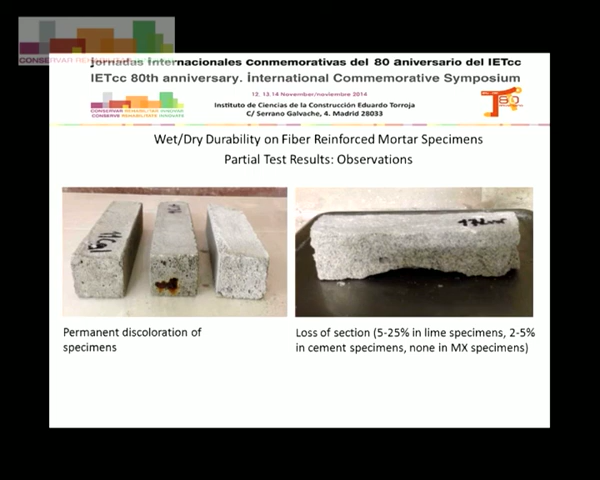 Jornadas Internacionales Conmemorativas del 80 Aniversario del IETcc
IETcc 80th anniversary. International Commemorative Symposium
12, 13,14 November/noviembre 2014
Instituto de Ciencias de la Construcción Eduardo Torroja
C/ Serrano Galvache, 4. Madrid 28033
CONSERVAR REHABILITAR INNOVAR
Wet/Dry Durability on Fiber Reinforced Mortar Specimens
Partial Test Results: Observations
Permanent discoloration of
specimens
Loss of section (5-25% in lime specimens, 2-5%
in cement specimens, none in MX specimens)